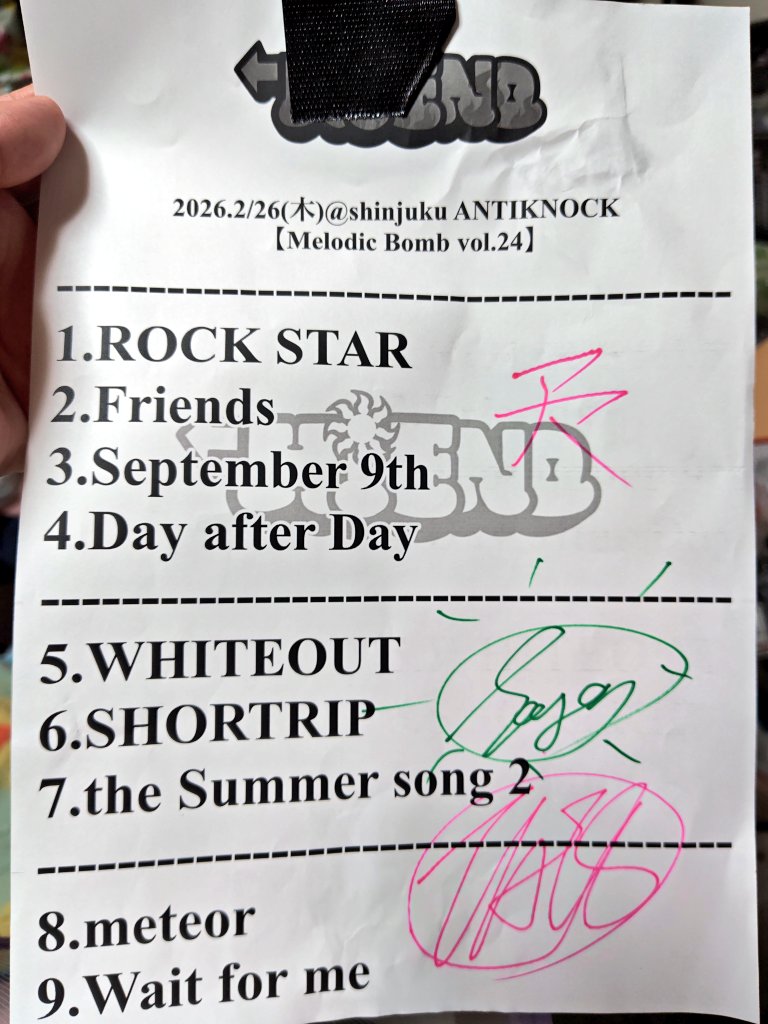 2026.2/26(木)@shinjuku ANTIKNOCK
【Melodic Bomb vol.24】
1.ROCK STAR
2.Friends
3.September 9th
4.Day after Day
天
5.WHITEOUT
6.SHORTRIP
7.the Summer song 2
8.meteor
9.Wait for me